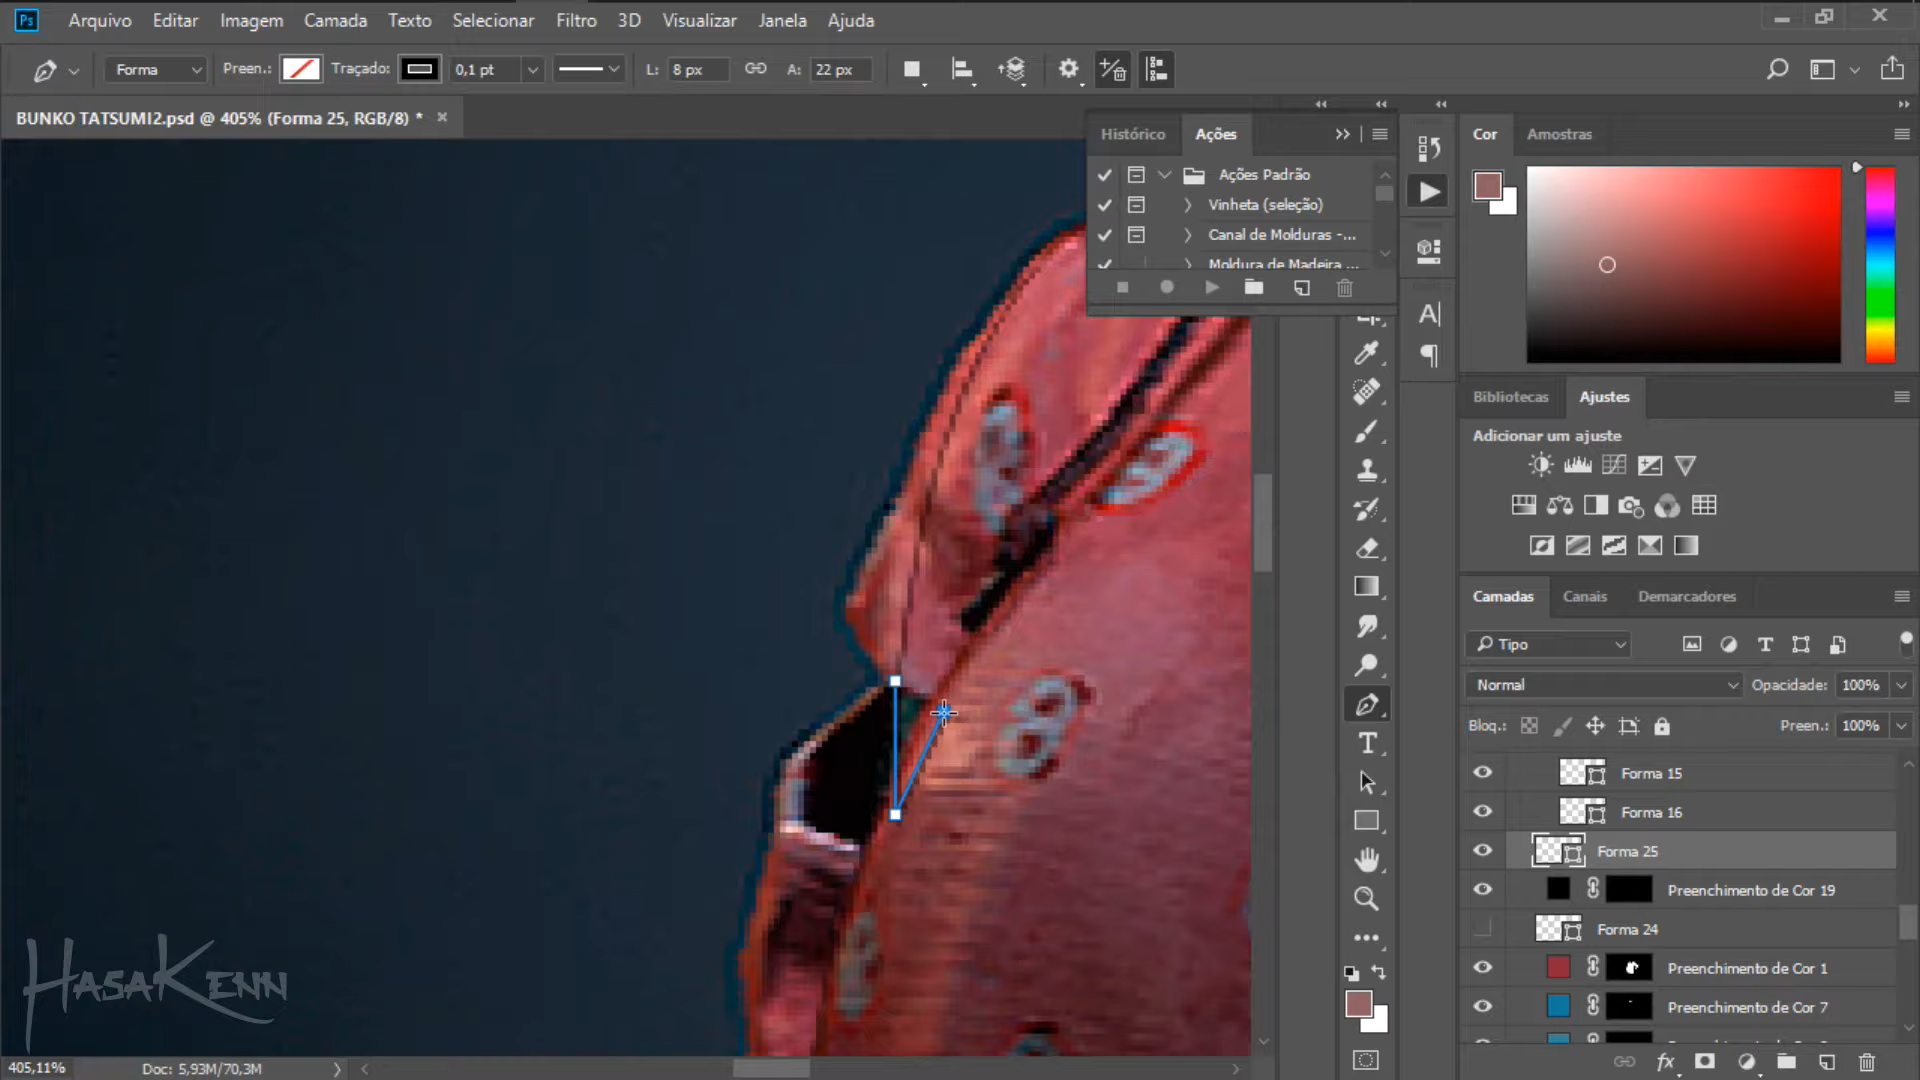 Ps Arquivo Editar Imagem Camada Texto Selecionar Filtro 3D Visualizar Janela Ajuda
Forma Preen.: Traçado: 0,1 pt L: 8 px A: 22 px
BUNKO TATSUMI2.psd @ 405% (Forma 25, RGB/8) * ×
Histórico Ações
Ações Padrão
Vinheta (seleção)
Canal de Molduras -...
Moldura de Madeira ...
Cor Amostras
Bibliotecas Ajustes
Adicionar um ajuste
Camadas Canais Demarcadores
Tipo
Normal Opacidade: 100%
Bloq.: Preen.: 100%
Forma 15
Forma 16
Forma 25
Preenchimento de Cor 19
Forma 24
Preenchimento de Cor 1
Preenchimento de Cor 7
HASAKENN
405,11% Doc: 5,93M/70,3M